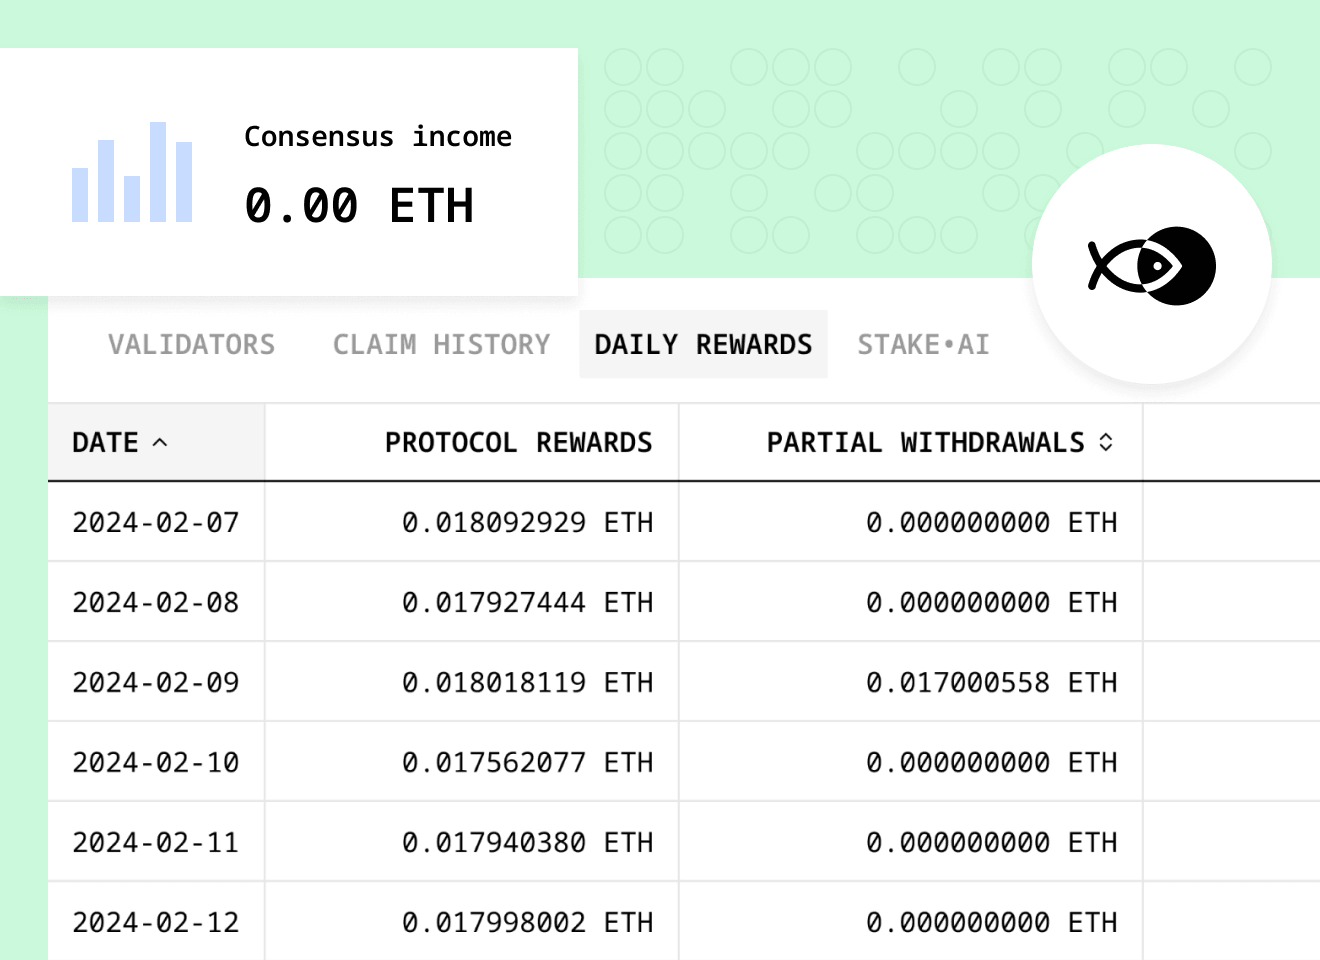 Consensus income
0.00 ETH
VALIDATORS CLAIM HISTORY DAILY REWARDS STAKE•AI
DATE PROTOCOL REWARDS PARTIAL WITHDRAWALS
2024-02-07 0.018092929 ETH 0.000000000 ETH
2024-02-08 0.017927444 ETH 0.000000000 ETH
2024-02-09 0.018018119 ETH 0.017000558 ETH
2024-02-10 0.017562077 ETH 0.000000000 ETH
2024-02-11 0.017940380 ETH 0.000000000 ETH
2024-02-12 0.017998002 ETH 0.000000000 ETH